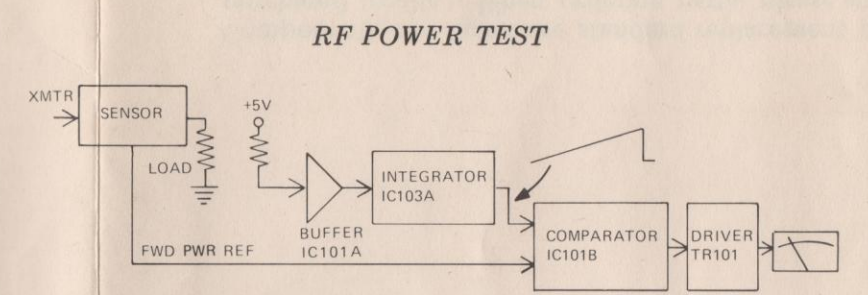 RF POWER TEST
XMTR
SENSOR
+5V
LOAD
INTEGRATOR
IC103A
BUFFER
IC101A
FWD PWR REF
COMPARATOR
IC101B
DRIVER
TR101